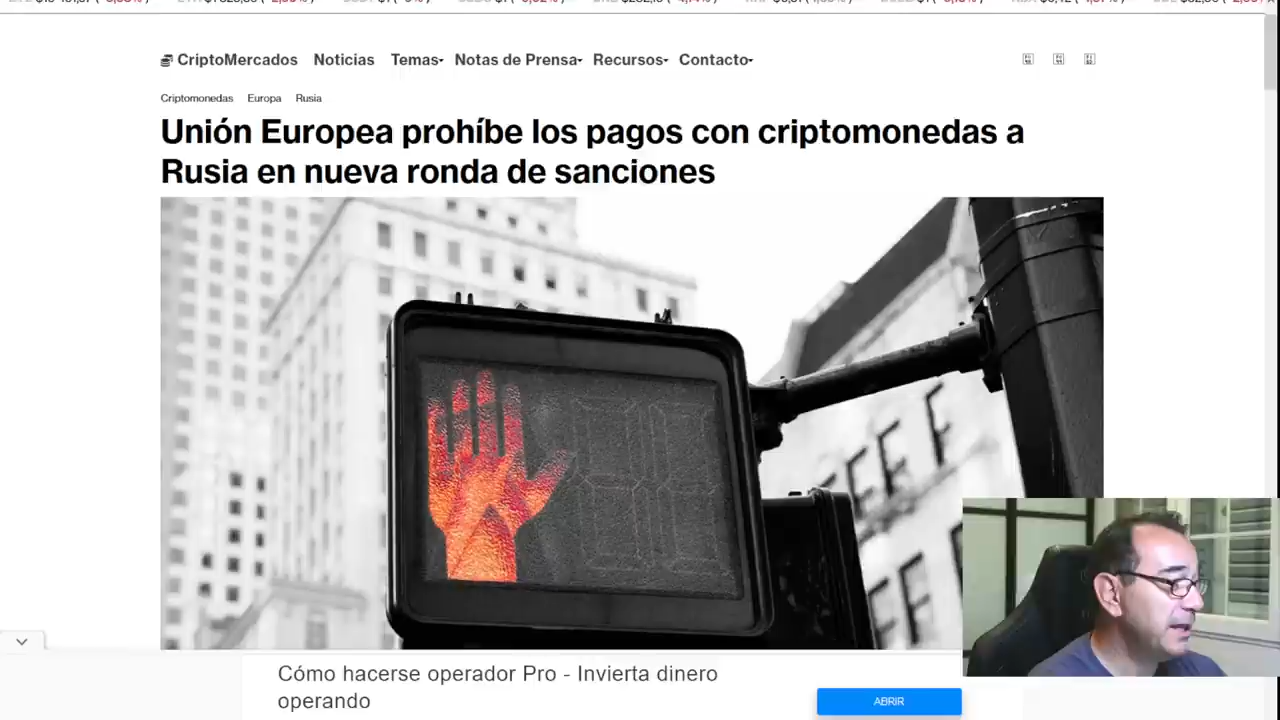 CriptoMercados Noticias Temas Notas de Prensa Recursos Contacto
Criptomonedas Europa Rusia
Unión Europea prohíbe los pagos con criptomonedas a
Rusia en nueva ronda de sanciones
Cómo hacerse operador Pro - Invierta dinero
operando
ABRIR